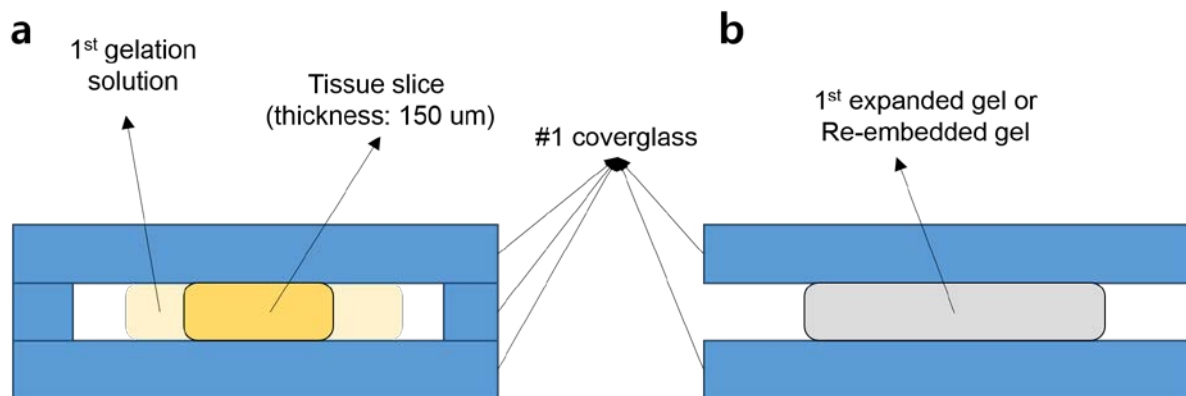 a
1st gelation
solution
Tissue slice
(thickness: 150 um)
#1 coverglass
b
1st expanded gel or
Re-embedded gel